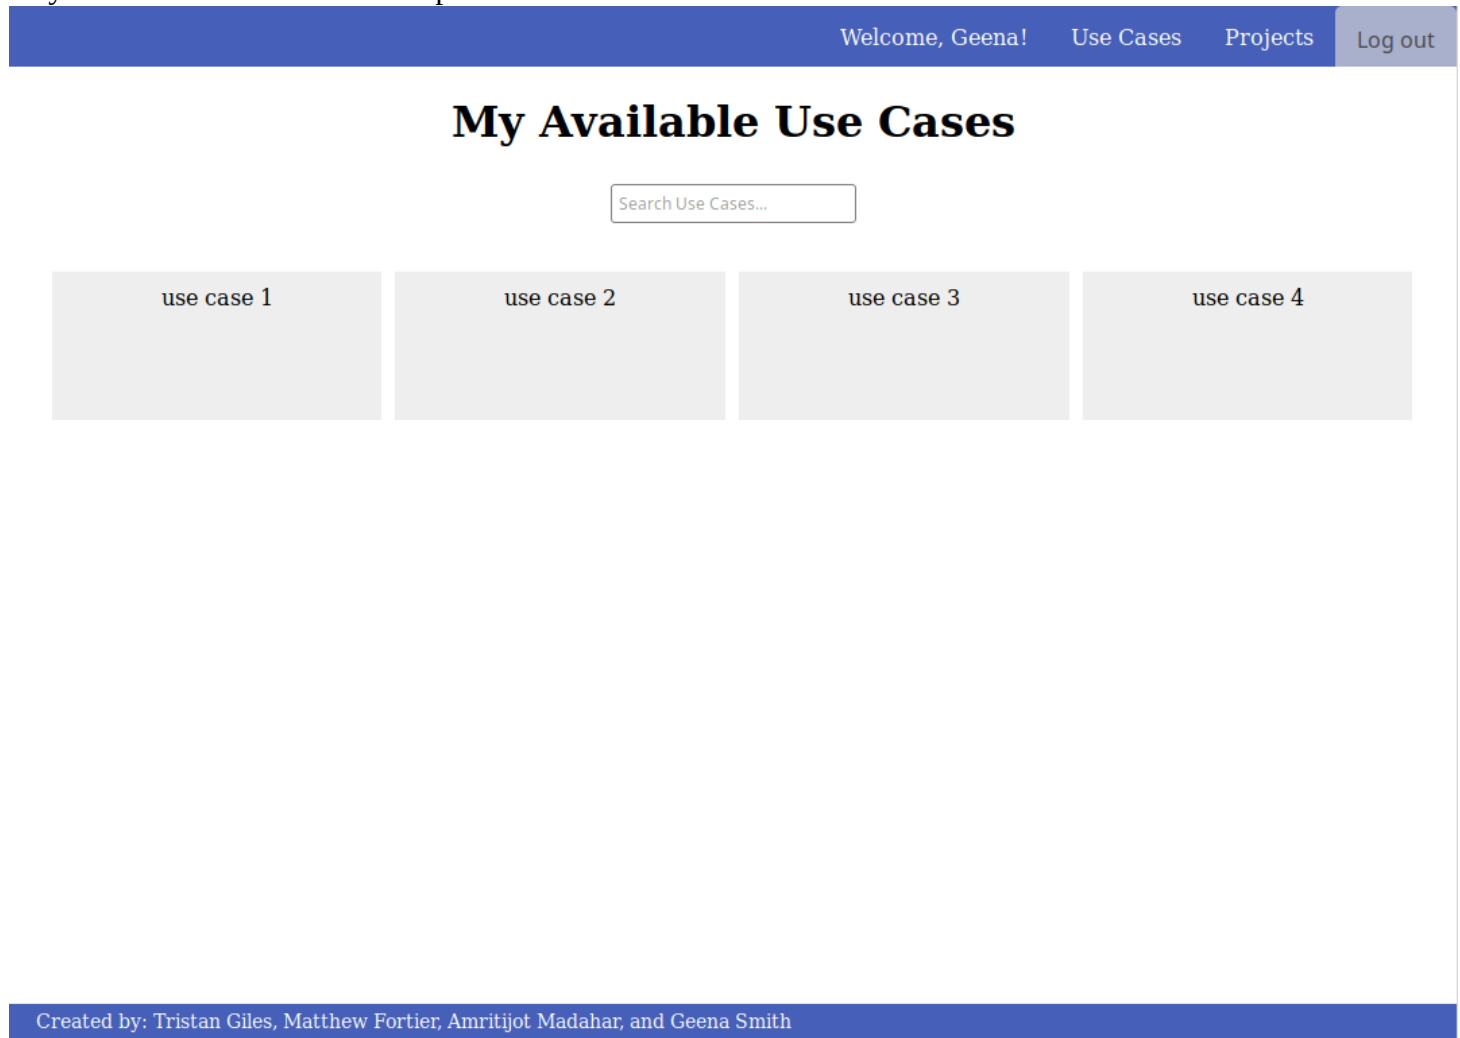 Welcome, Geena! Use Cases Projects Log out
My Available Use Cases
Search Use Cases...
use case 1 use case 2 use case 3 use case 4
Created by: Tristan Giles, Matthew Fortier, Amritijot Madahar, and Geena Smith